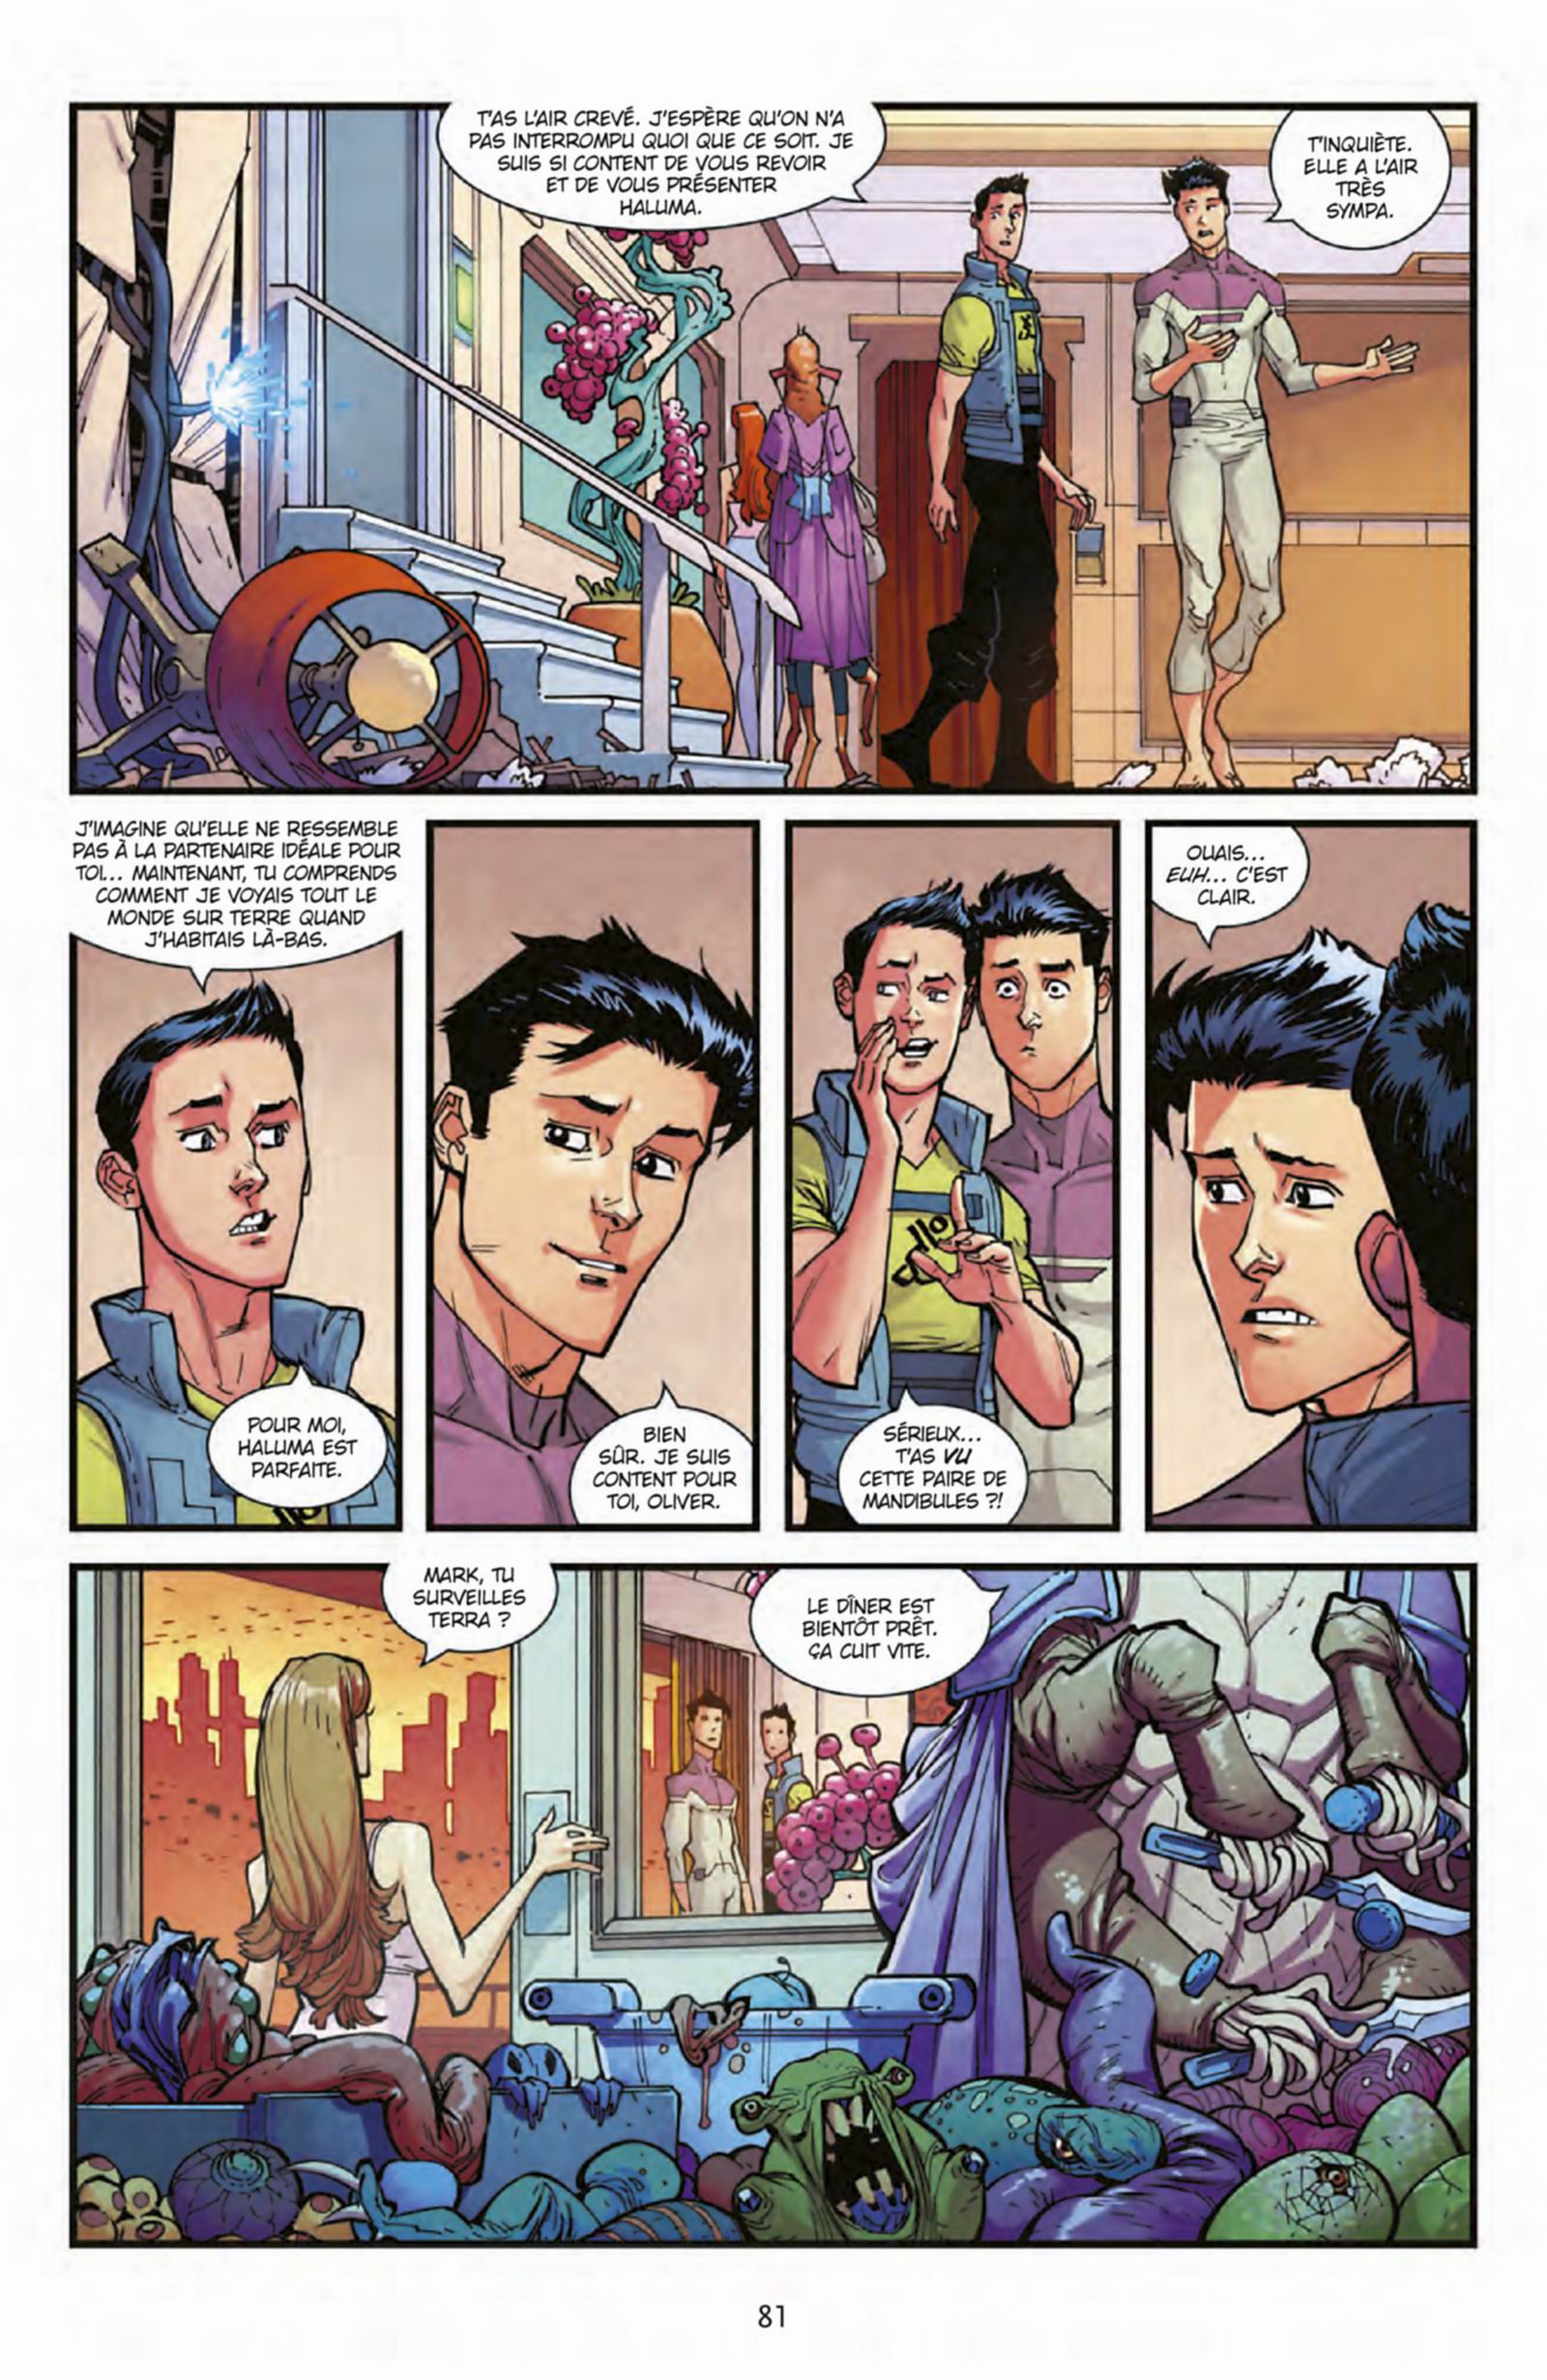 T'AS L'AIR CREVÉ. J'ESPÈRE QU'ON N'A
PAS INTERROMPU QUOI QUE CE SOIT. JE
SUIS SI CONTENT DE VOUS REVOIR
ET DE VOUS PRÉSENTER
HALUMA.
T'INQUIÈTE.
ELLE A L'AIR
TRÈS
SYMPA.
J'IMAGINE QU'ELLE NE RESSEMBLE
PAS À LA PARTENAIRE IDÉALE POUR
TOI... MAINTENANT, TU COMPRENDS
COMMENT JE VOYAIS TOUT LE
MONDE SUR TERRE QUAND
J'HABITAIS LÀ-BAS.
POUR MOI,
HALUMA EST
PARFAITE.
BIEN
SÛR. JE SUIS
CONTENT POUR
TOI, OLIVER.
SÉRIEUX...
T'AS VU
CETTE PAIRE DE
MANDIBULES ?!
OUAIS...
EUH... C'EST
CLAIR.
MARK, TU
SURVEILLES
TERRA ?
LE DÎNER EST
BIENTÔT PRÊT.
ÇA CUIT VITE.
81